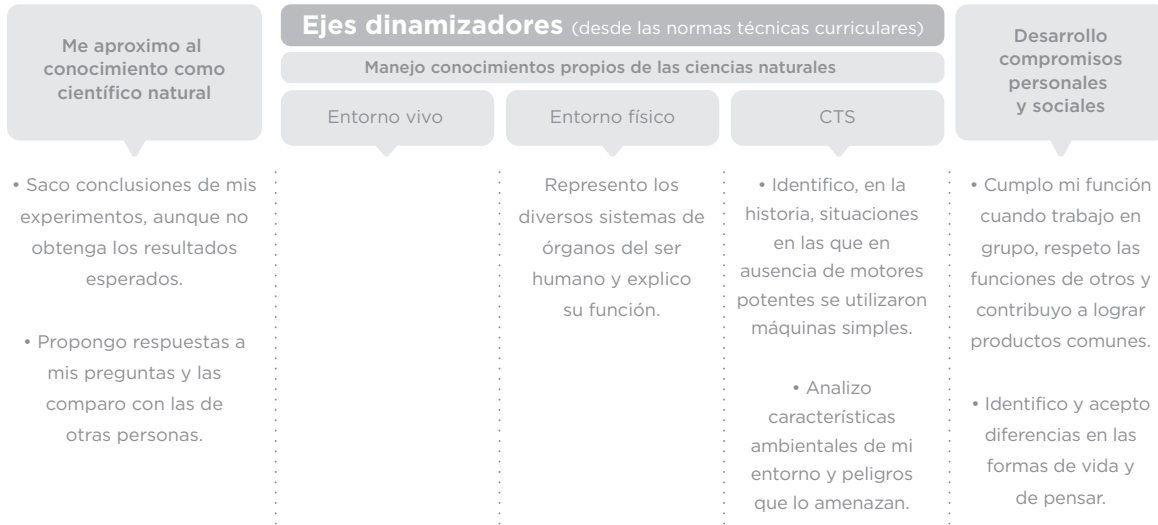 Me aproximo al
conocimiento como
científico natural
Ejes dinamizadores (desde las normas técnicas curriculares)
Manejo conocimientos propios de las ciencias naturales
Entorno vivo
Entorno físico
CTS
Desarrollo
compromisos
personales
y sociales
• Saco conclusiones de mis
experimentos, aunque no
obtenga los resultados
esperados.
• Propongo respuestas a
mis preguntas y las
comparo con las de
otras personas.
Represento los
diversos sistemas de
órganos del ser
humano y explico
su función.
• Identifico, en la
historia, situaciones
en las que en
ausencia de motores
potentes se utilizaron
máquinas simples.
• Analizo
características
ambientales de mi
entorno y peligros
que lo amenazan.
• Cumplo mi función
cuando trabajo en
grupo, respeto las
funciones de otros y
contribuyo a lograr
productos comunes.
• Identifico y acepto
diferencias en las
formas de vida y
de pensar.